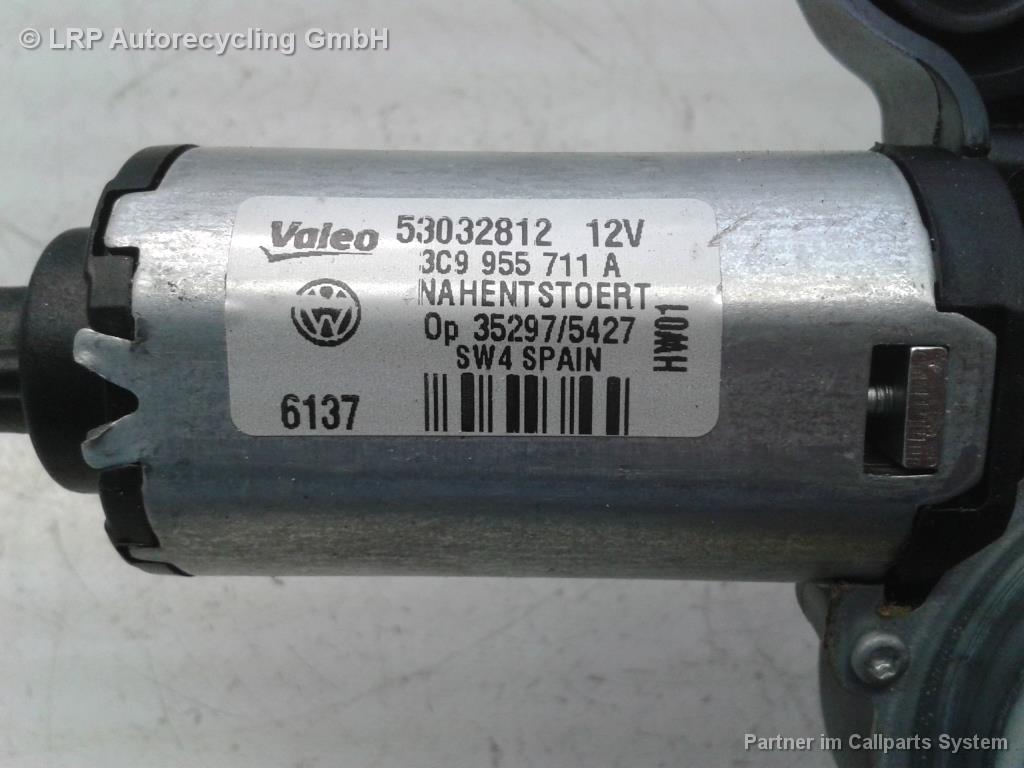 © LRP Autorecycling GmbH
Valeo 53032812 12V
3C9 955 711 A
NAHENTSTOERT
Op 35297/5427
SW4 SPAIN
HW01
6137
Partner im Callparts System